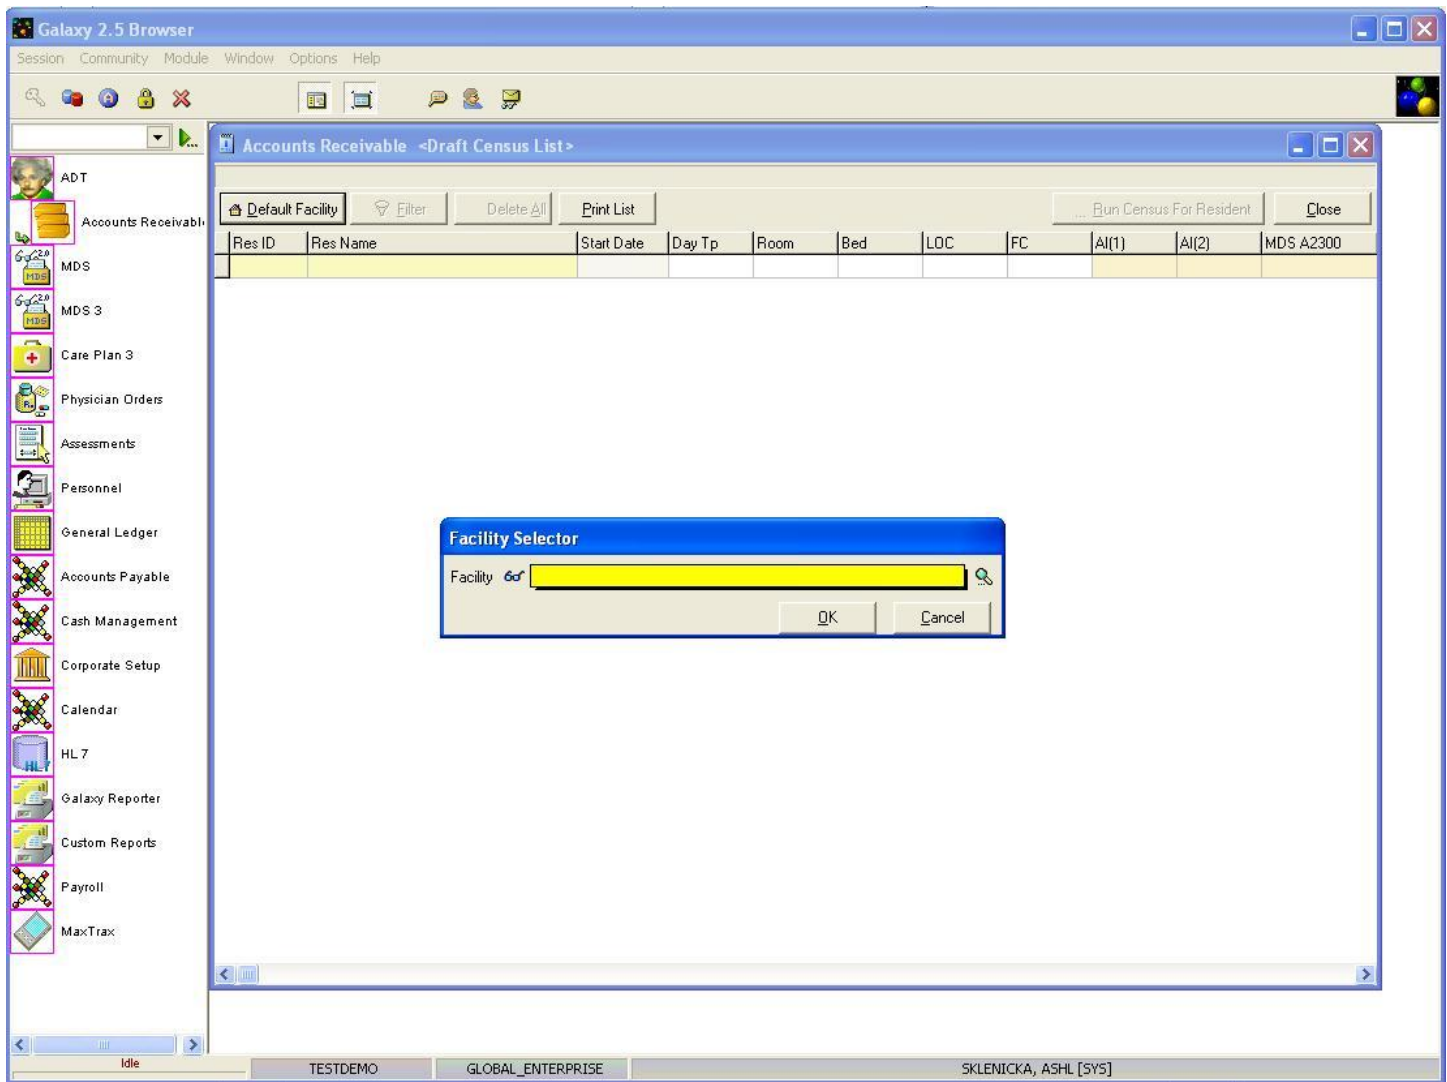 Galaxy 2.5 Browser
Session Community Module Window Options Help
Accounts Receivable <Draft Census List>
Default Facility Filter Delete All Print List ... Run Census For Resident Close
Res ID Res Name Start Date Day Tp Room Bed LOC FC AI(1) AI(2) MDS A2300
ADT
Accounts Receivabl
MDS
MDS 3
Care Plan 3
Physician Orders
Assessments
Personnel
General Ledger
Accounts Payable
Cash Management
Corporate Setup
Calendar
HL 7
Galaxy Reporter
Custom Reports
Payroll
MaxTrax
Facility Selector
Facility
OK Cancel
Idle TESTDEMO GLOBAL_ENTERPRISE SKLENICKA, ASHL [SYS]